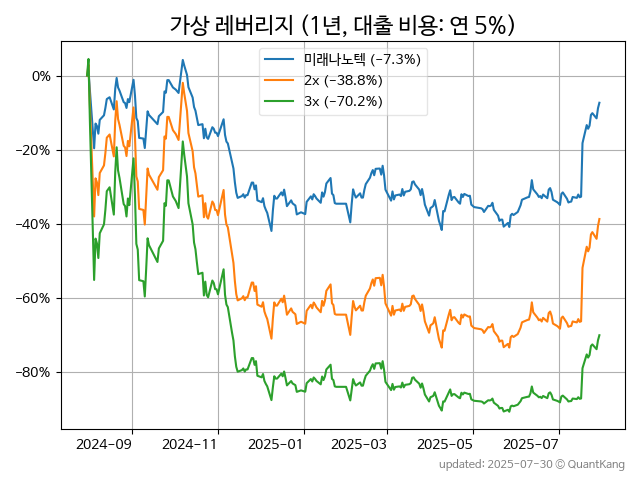 가상 레버리지 (1년, 대출 비용: 연 5%)
미래나노텍 (−7.3%)
2x (−38.8%)
3x (−70.2%)
0%
−20%
−40%
−60%
−80%
2024-09 2024-11 2025-01 2025-03 2025-05 2025-07
updated: 2025-07-30 © QuantKang